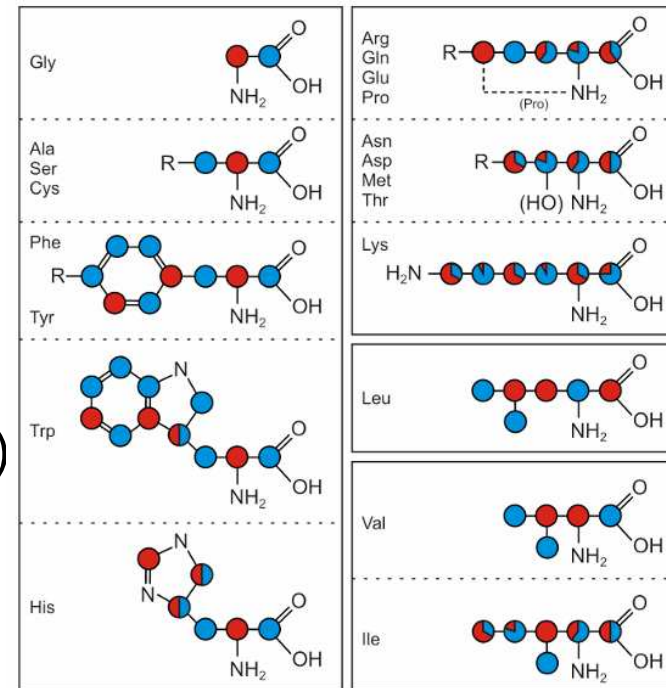 Gly
O
OH
NH2
Ala
Ser
Cys
R
O
OH
NH2
Phe
R
Tyr
O
OH
NH2
Trp
N
O
OH
NH2
His
N
N
O
OH
NH2
Arg
Gln
Glu
Pro
R
O
OH
NH2
(Pro)
Asn
Asp
Met
Thr
R
O
OH
(HO)
NH2
Lys
H2N
O
OH
NH2
Leu
O
OH
NH2
Val
O
OH
NH2
Ile
O
OH
NH2
)